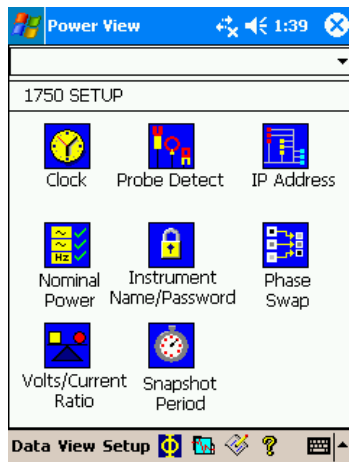 Power View 1:39
1750 SETUP
Clock Probe Detect IP Address
HZ
Nominal Power Instrument Name/Password Phase Swap
Volts/Current Ratio Snapshot Period
Data View Setup